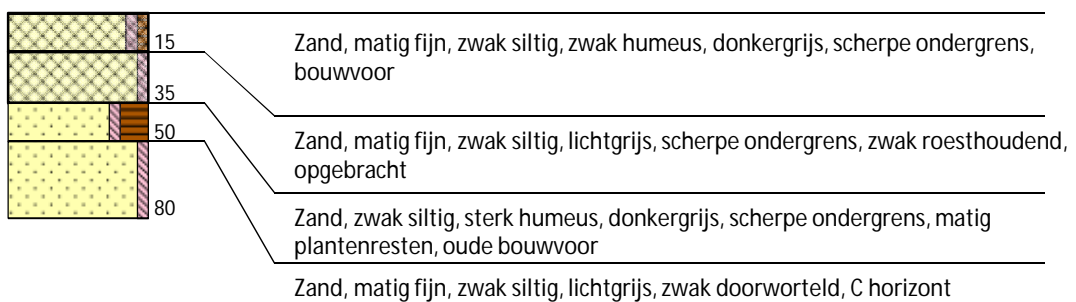 15
Zand, matig fijn, zwak siltig, zwak humeus, donkergrijs, scherpe ondergrens,
bouwvoor
35
50
Zand, matig fijn, zwak siltig, lichtgrijs, scherpe ondergrens, zwak roesthoudend,
opgebracht
80
Zand, zwak siltig, sterk humeus, donkergrijs, scherpe ondergrens, matig
plantenresten, oude bouwvoor
Zand, matig fijn, zwak siltig, lichtgrijs, zwak doorworteld, C horizont